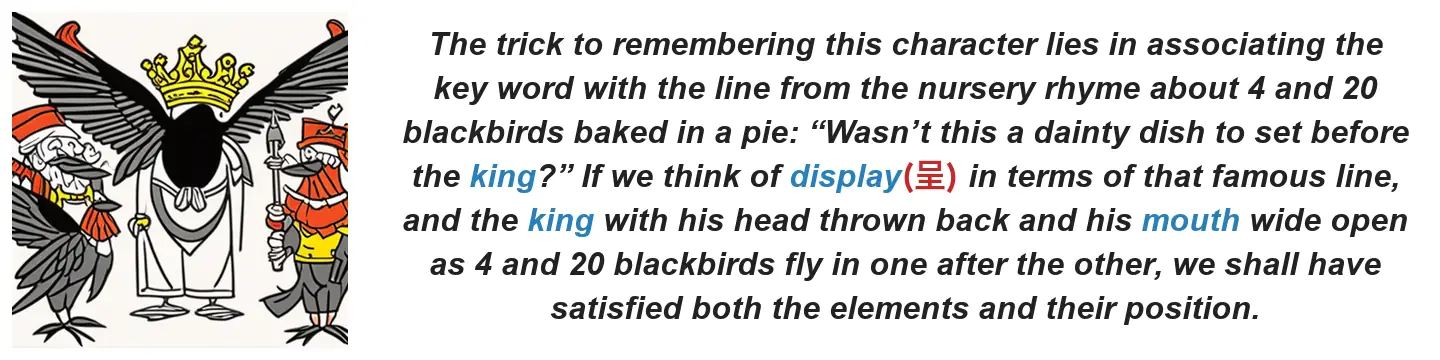 The trick to remembering this character lies in associating the
key word with the line from the nursery rhyme about 4 and 20
blackbirds baked in a pie: “Wasn’t this a dainty dish to set before
the king?” If we think of display(呈) in terms of that famous line,
and the king with his head thrown back and his mouth wide open
as 4 and 20 blackbirds fly in one after the other, we shall have
satisfied both the elements and their position.